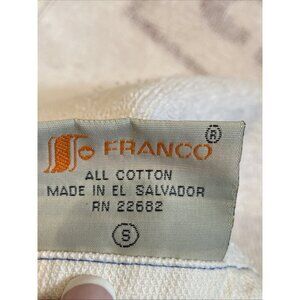 FRANCO®
ALL COTTON
MADE IN EL SALVADOR
RN 22682
S